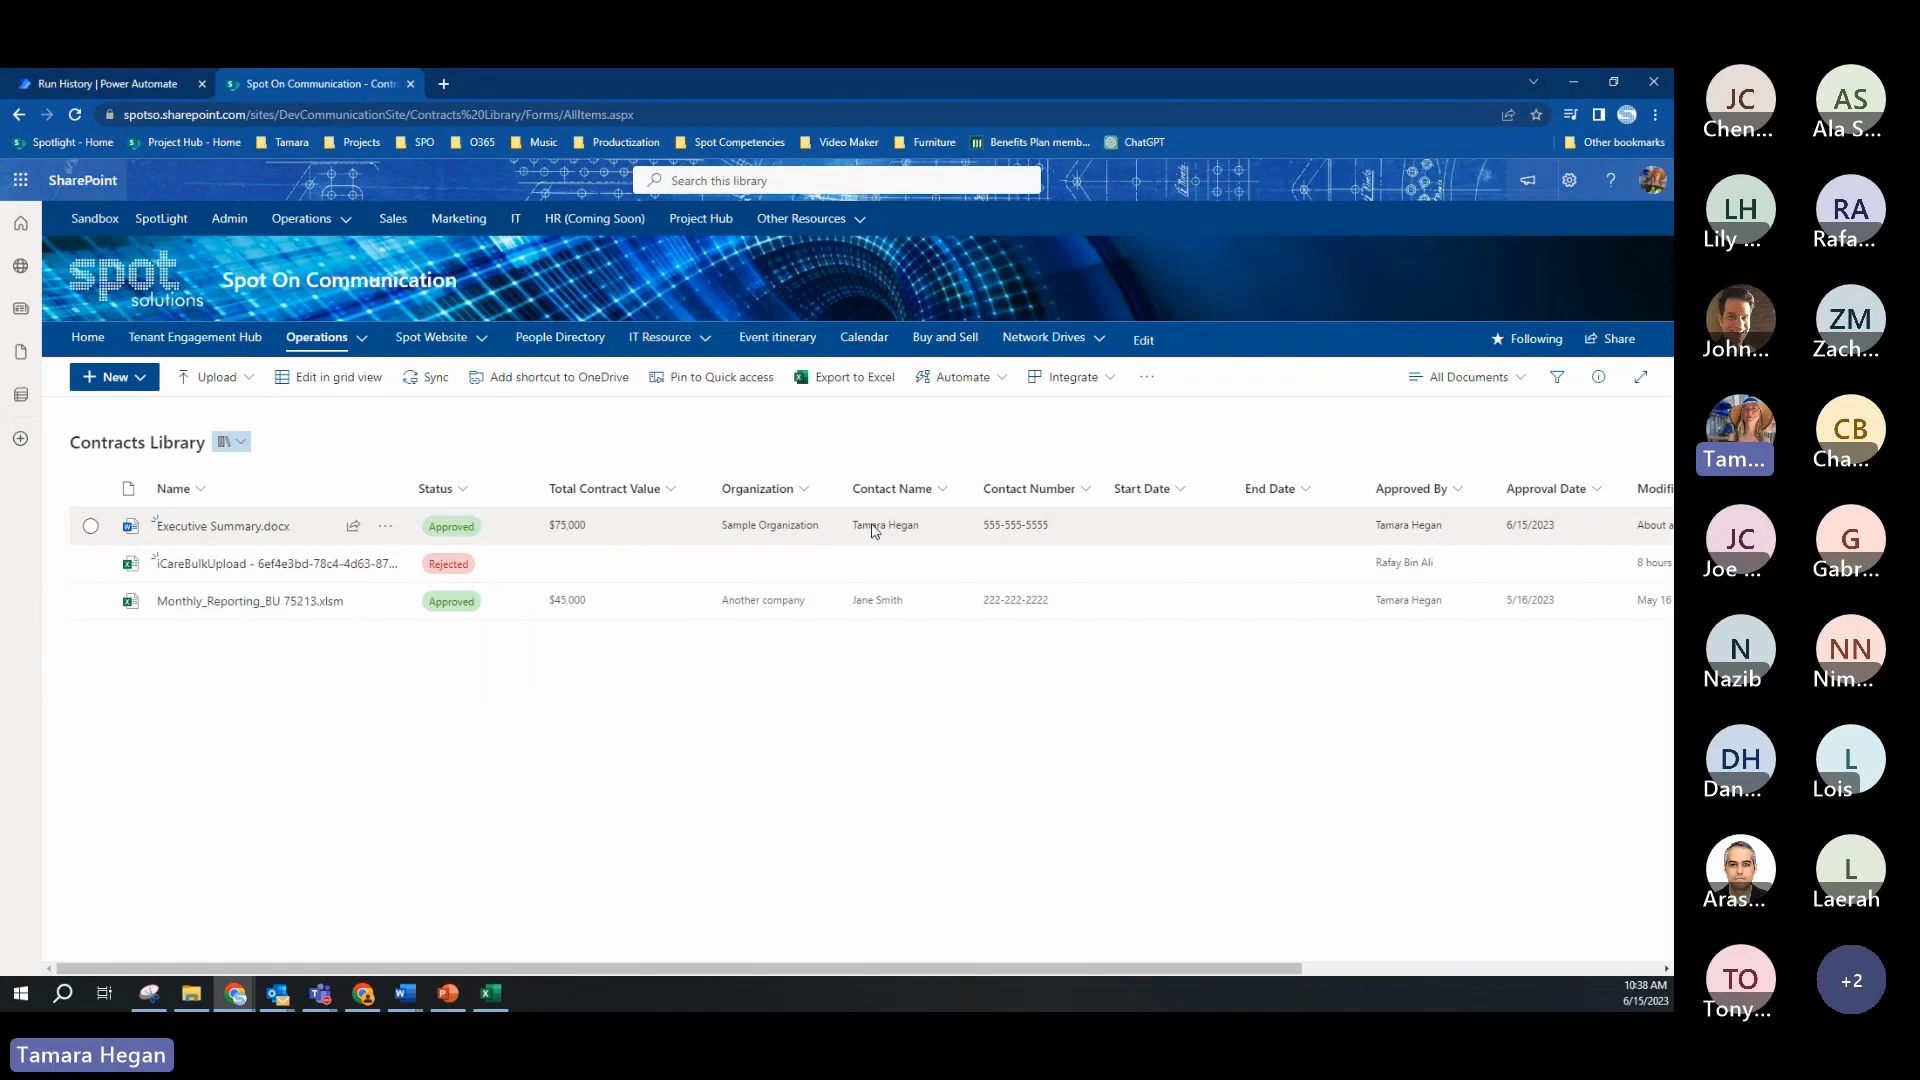 Run History | Power Automate
Spot On Communication - Contr
spotso.sharepoint.com/sites/DevCommunicationSite/Contracts%20Library/Forms/AllItems.aspx
Spotlight - Home
Project Hub - Home
Tamara
Projects
SPO
O365
Music
Productization
Spot Competencies
Video Maker
Furniture
Benefits Plan memb...
ChatGPT
Other bookmarks
SharePoint
Search this library
Sandbox
SpotLight
Admin
Operations
Sales
Marketing
IT
HR (Coming Soon)
Project Hub
Other Resources
spot
solutions
Spot On Communication
Home
Tenant Engagement Hub
Operations
Spot Website
People Directory
IT Resource
Event itinerary
Calendar
Buy and Sell
Network Drives
Edit
Following
Share
New
Upload
Edit in grid view
Sync
Add shortcut to OneDrive
Pin to Quick access
Export to Excel
Automate
Integrate
...
All Documents
Contracts Library
Name Status Total Contract Value Organization Contact Name Contact Number Start Date End Date Approved By Approval Date Modifi
Executive Summary.docx Approved $75,000 Sample Organization Tamara Hegan 555-555-5555 Tamara Hegan 6/15/2023 About a
iCareBulkUpload - 6ef4e3bd-78c4-4d63-87... Rejected Rafay Bin Ali 8 hours
Monthly_Reporting_BU 75213.xlsm Approved $45,000 Another company Jane Smith 222-222-2222 Tamara Hegan 5/16/2023 May 16
10:38 AM
6/15/2023
Tamara Hegan
JC
Chen...
AS
Ala S...
LH
Lily ...
RA
Rafa...
John...
ZM
Zach...
Tam...
CB
Cha...
JC
Joe ...
G
Gabr...
N
Nazib
NN
Nim...
DH
Dan...
L
Lois
Aras...
L
Laerah
TO
Tony...
+2